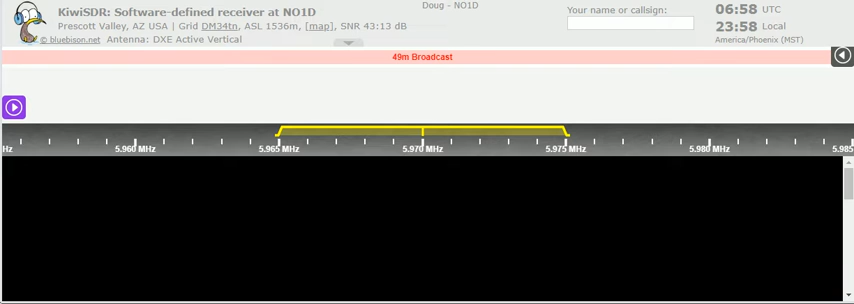 KiwiSDR: Software-defined receiver at NO1D
Prescott Valley, AZ USA | Grid DM34tn, ASL 1536m, [map], SNR 43:13 dB
© bluebison.net Antenna: DXE Active Vertical
Doug - NO1D
Your name or callsign:
06:58 UTC
23:58 Local
America/Phoenix (MST)
49m Broadcast
Hz 5.960 MHz 5.965 MHz 5.970 MHz 5.975 MHz 5.980 MHz 5.985